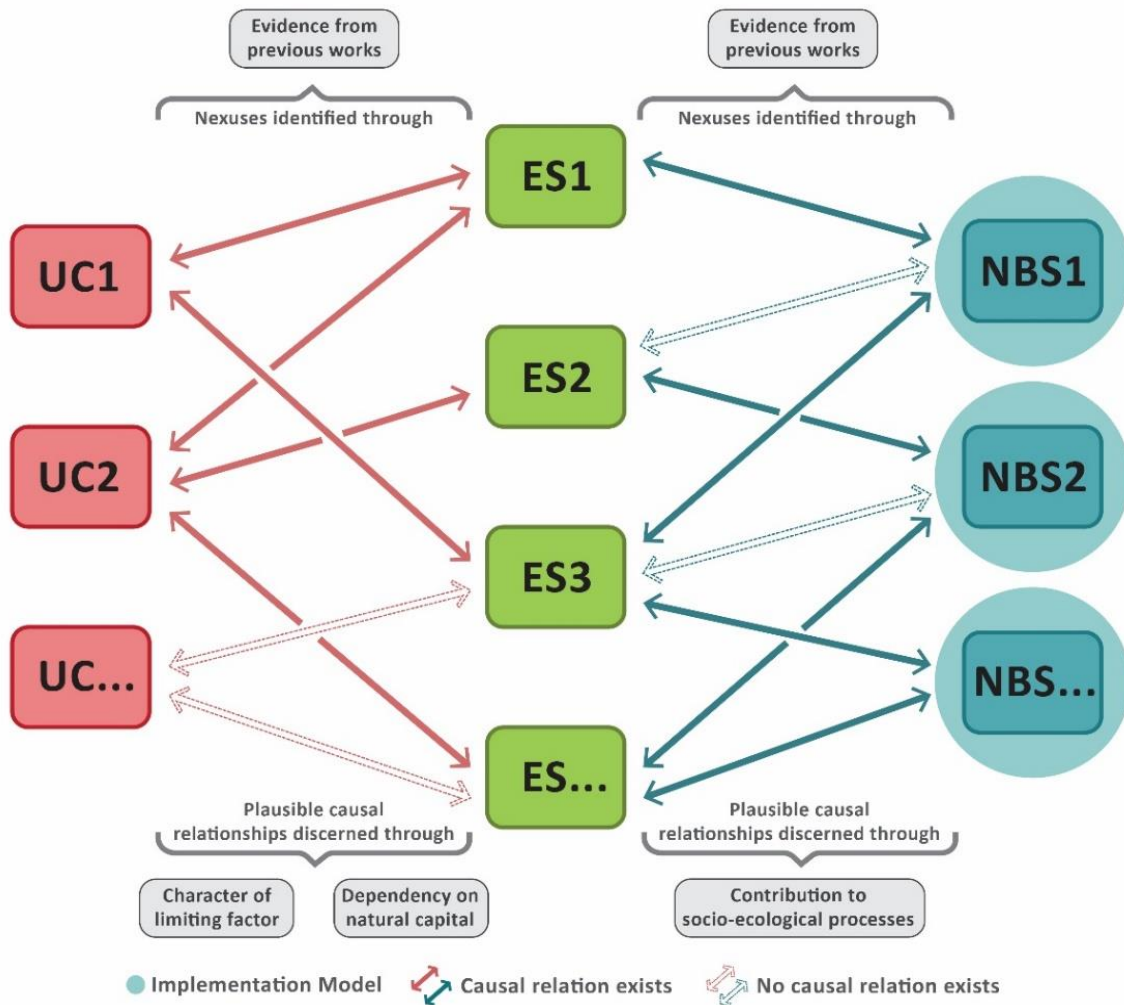 Evidence from
previous works
Evidence from
previous works
Nexuses identified through
Nexuses identified through
ES1
UC1
NBS1
ES2
UC2
NBS2
ES3
UC...
NBS...
ES...
Plausible causal
relationships discerned through
Plausible causal
relationships discerned through
Character of
limiting factor
Dependency on
natural capital
Contribution to
socio-ecological processes
Implementation Model
Causal relation exists
No causal relation exists